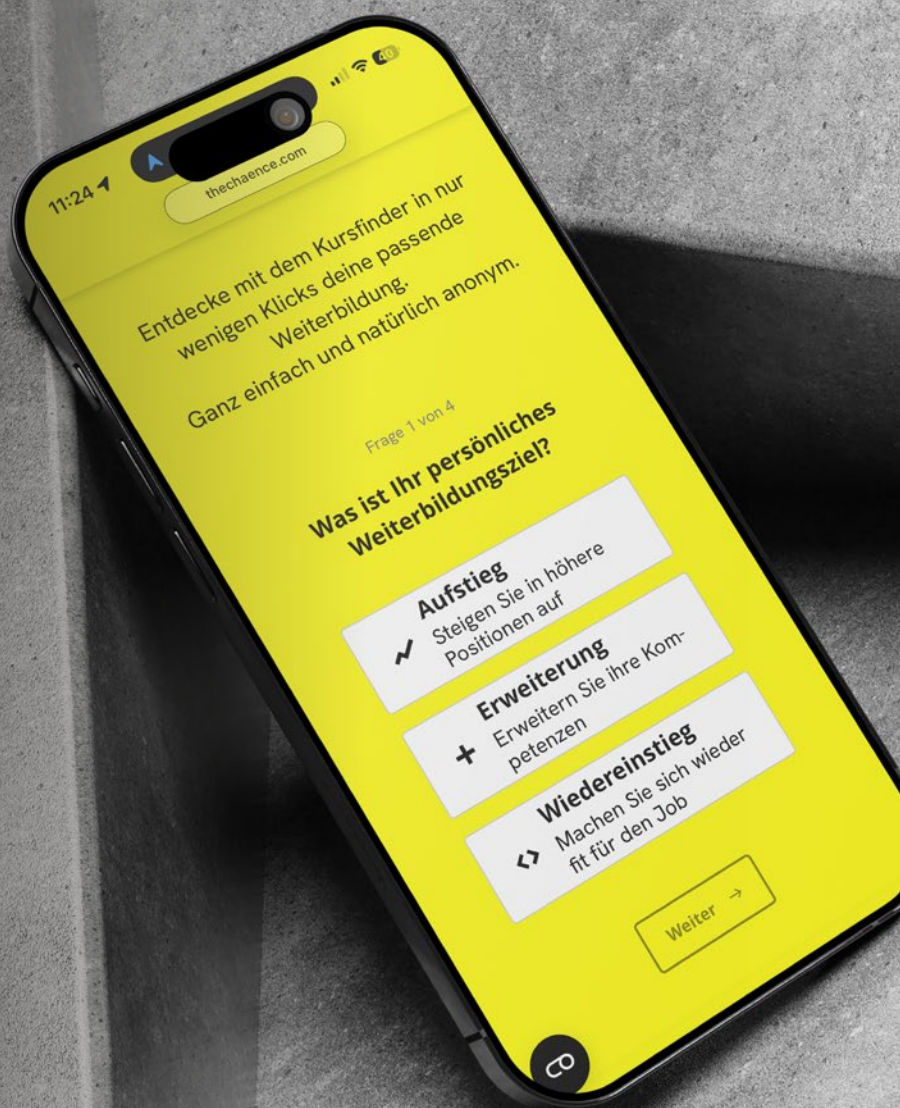 11:24
40
thechaence.com
Entdecke mit dem Kursfinder in nur
wenigen Klicks deine passende
Weiterbildung.
Ganz einfach und natürlich anonym.
Frage 1 von 4
Was ist Ihr persönliches
Weiterbildungsziel?
Aufstieg
Steigen Sie in höhere
Positionen auf
Erweiterung
Erweitern Sie ihre Kom-
petenzen
Wiedereinstieg
Machen Sie sich wieder
fit für den Job
Weiter →